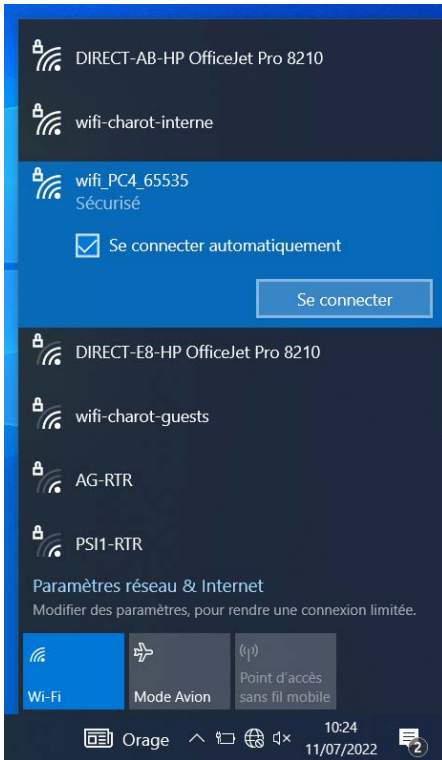 DIRECT-AB-HP OfficeJet Pro 8210
wifi-charot-interne
wifi_PC4_65535
Sécurisé
Se connecter automatiquement
Se connecter
DIRECT-E8-HP OfficeJet Pro 8210
wifi-charot-guests
AG-RTR
PSI1-RTR
Paramètres réseau & Internet
Modifier des paramètres, pour rendre une connexion limitée.
Wi-Fi
Mode Avion
Point d'accès
sans fil mobile
Orage
10:24
11/07/2022
2